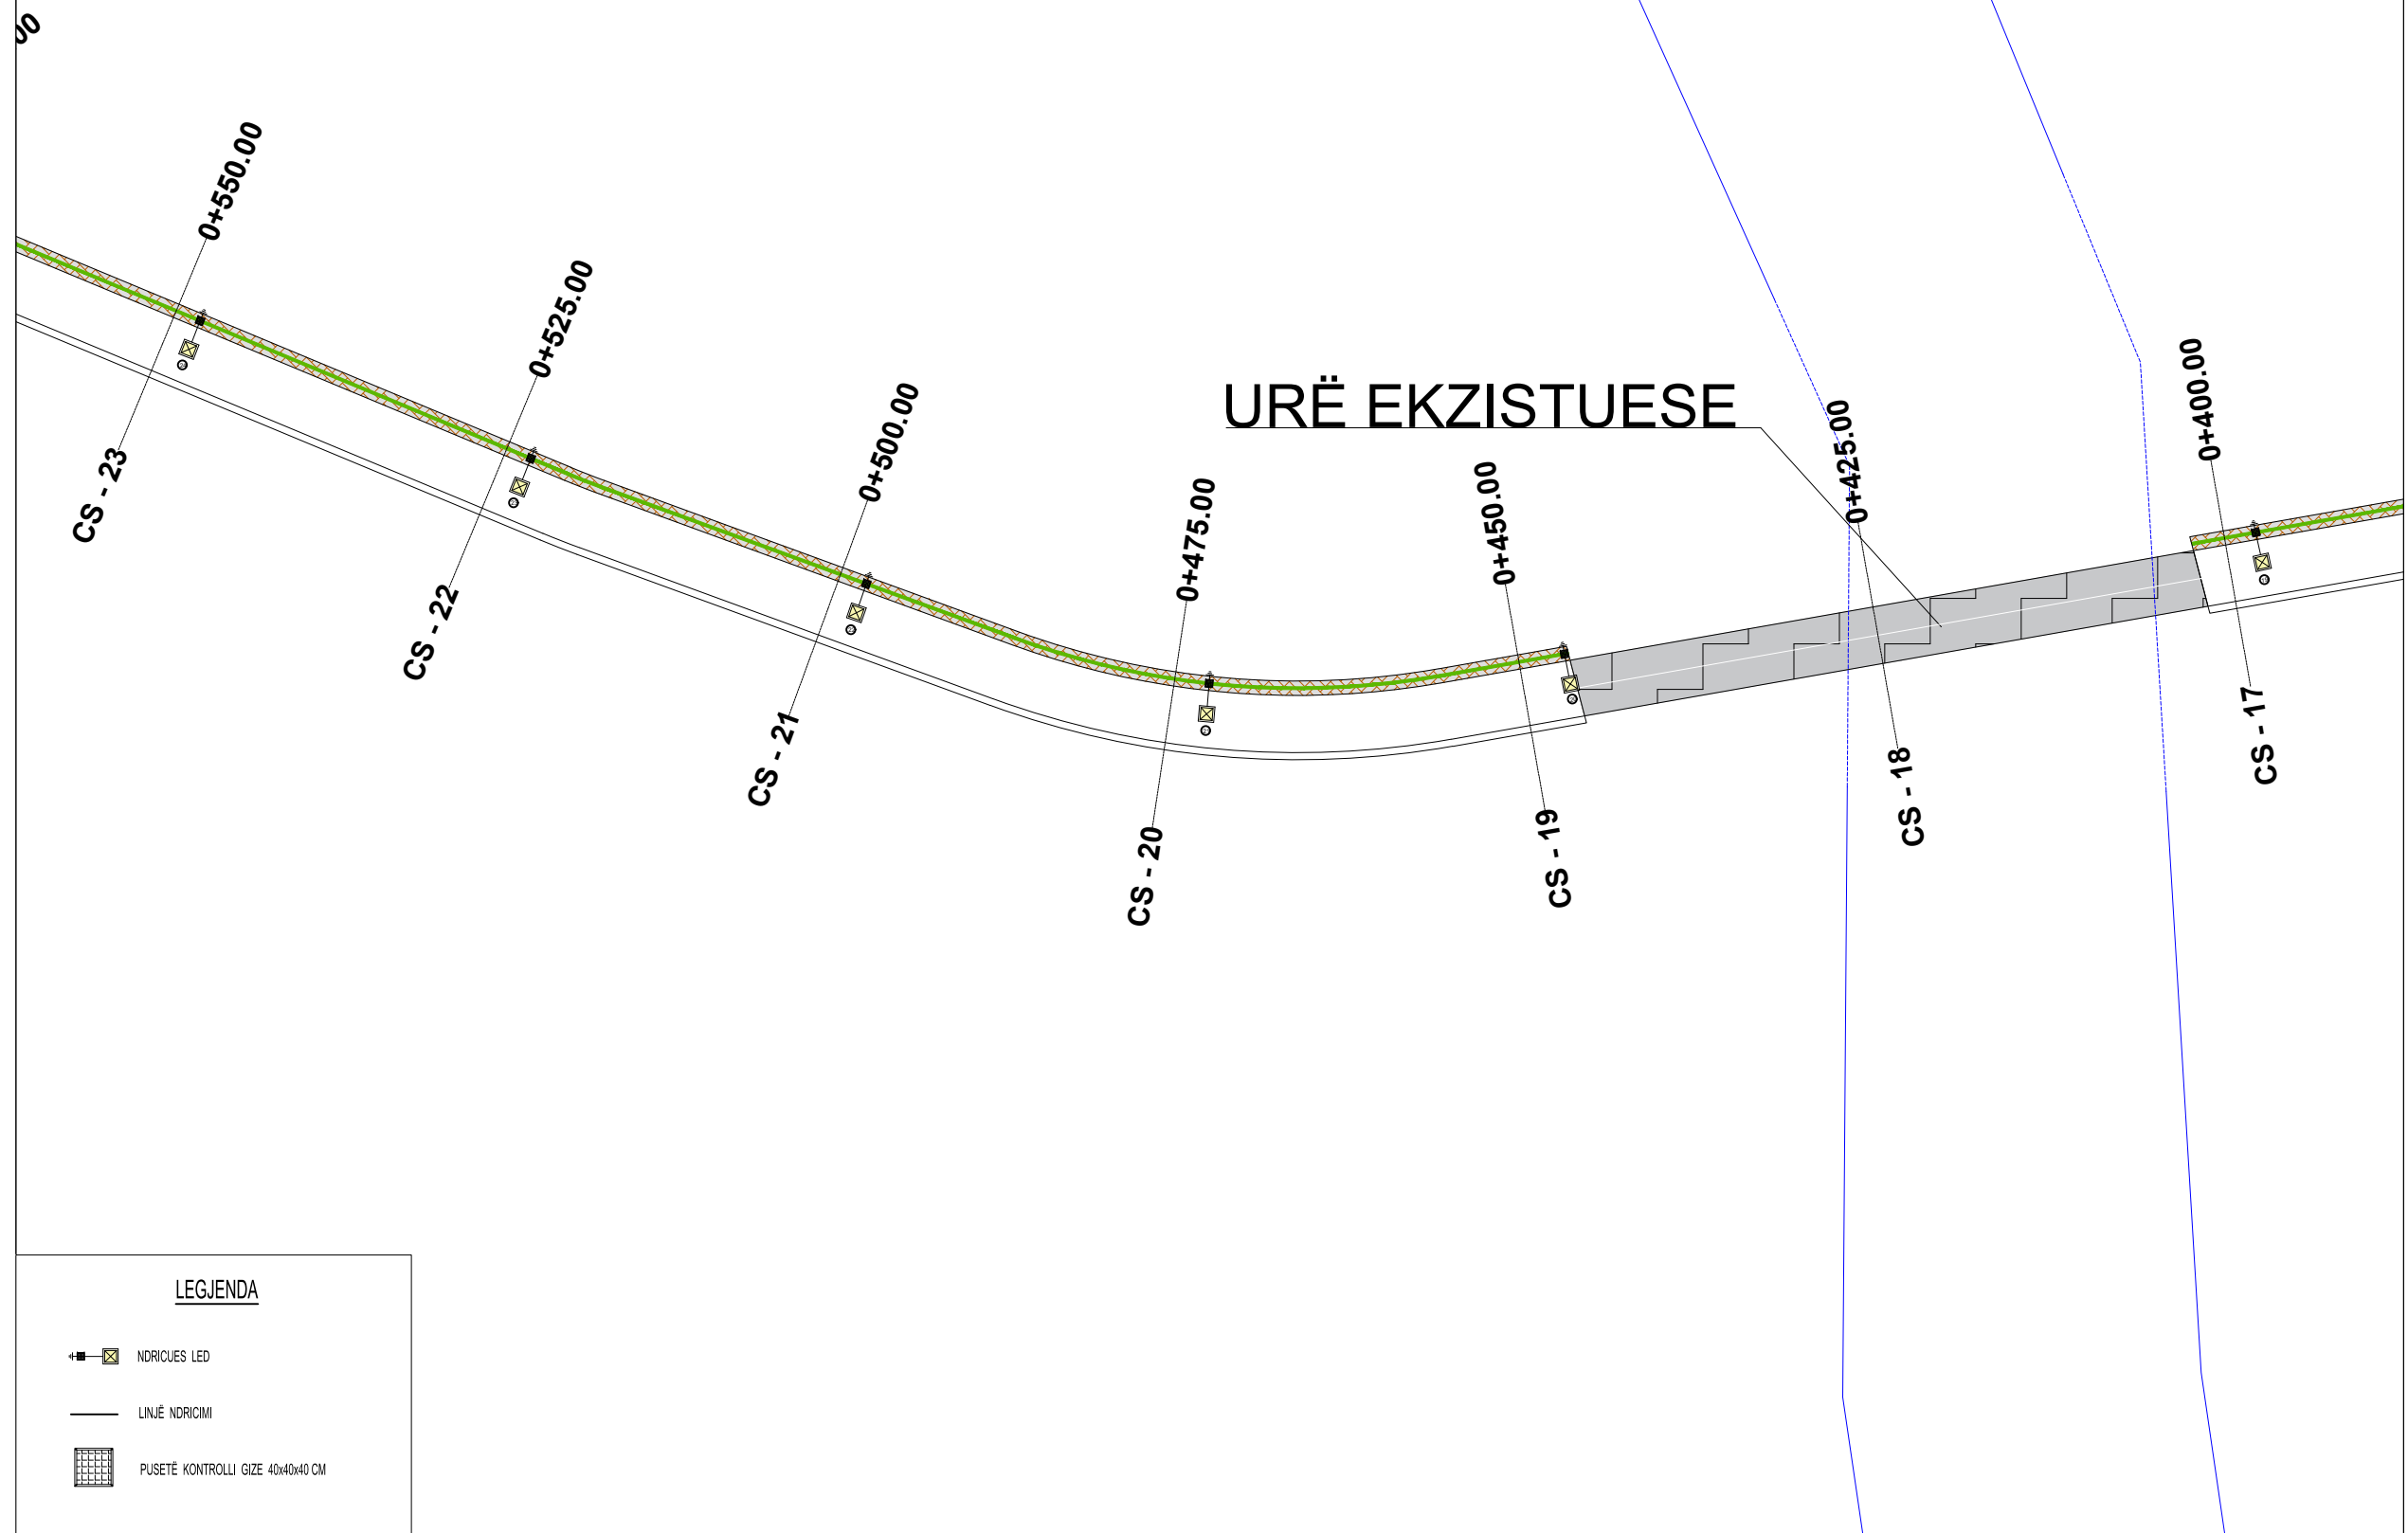 00
0+550.00
0+525.00
0+500.00
0+475.00
0+450.00
0+425.00
0+400.00
URË EKZISTUESE
CS - 23
CS - 22
CS - 21
CS - 20
CS - 19
CS - 18
CS - 17
LEGJENDA
NDRICUES LED
LINJË NDRICIMI
PUSETË KONTROLLI GIZE 40x40x40 CM